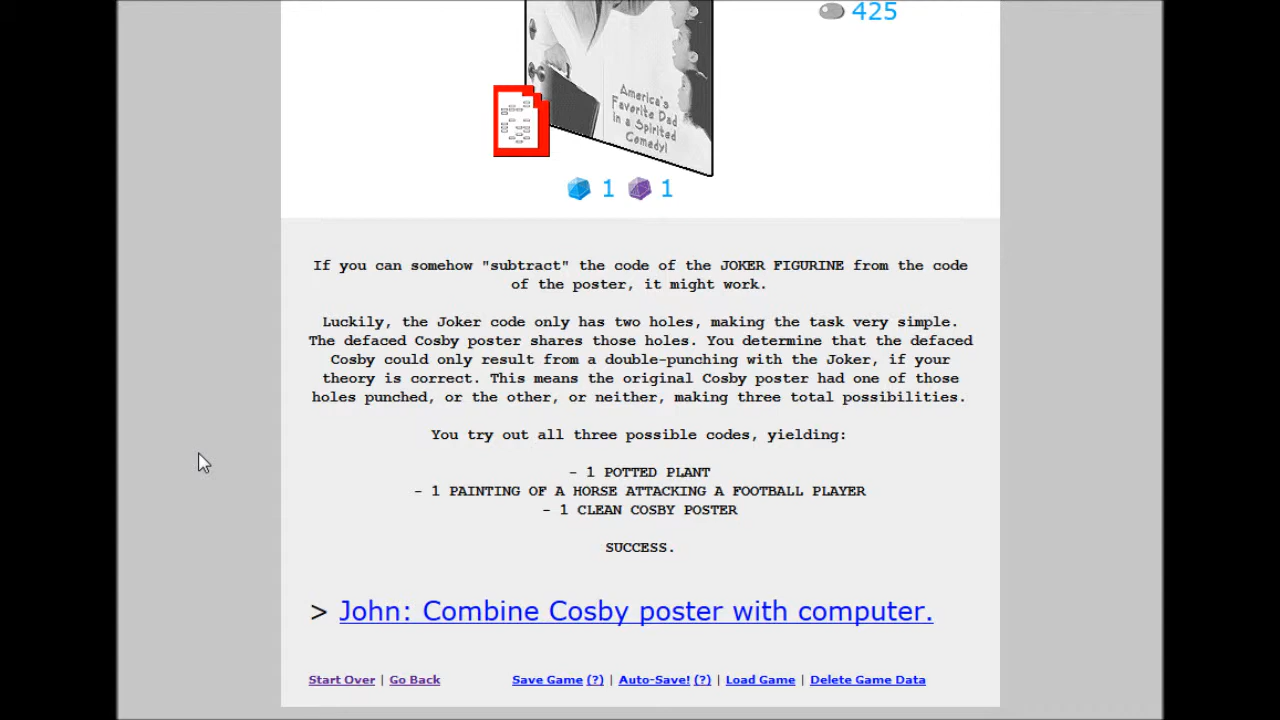 425
America's
Favorite Dad
in a Spirited
Comedy!
1 1
If you can somehow "subtract" the code of the JOKER FIGURINE from the code
of the poster, it might work.
Luckily, the Joker code only has two holes, making the task very simple.
The defaced Cosby poster shares those holes. You determine that the defaced
Cosby could only result from a double-punching with the Joker, if your
theory is correct. This means the original Cosby poster had one of those
holes punched, or the other, or neither, making three total possibilities.
You try out all three possible codes, yielding:
- 1 POTTED PLANT
- 1 PAINTING OF A HORSE ATTACKING A FOOTBALL PLAYER
- 1 CLEAN COSBY POSTER
SUCCESS.
> John: Combine Cosby poster with computer.
Start Over | Go Back Save Game (?) | Auto-Save! (?) | Load Game | Delete Game Data